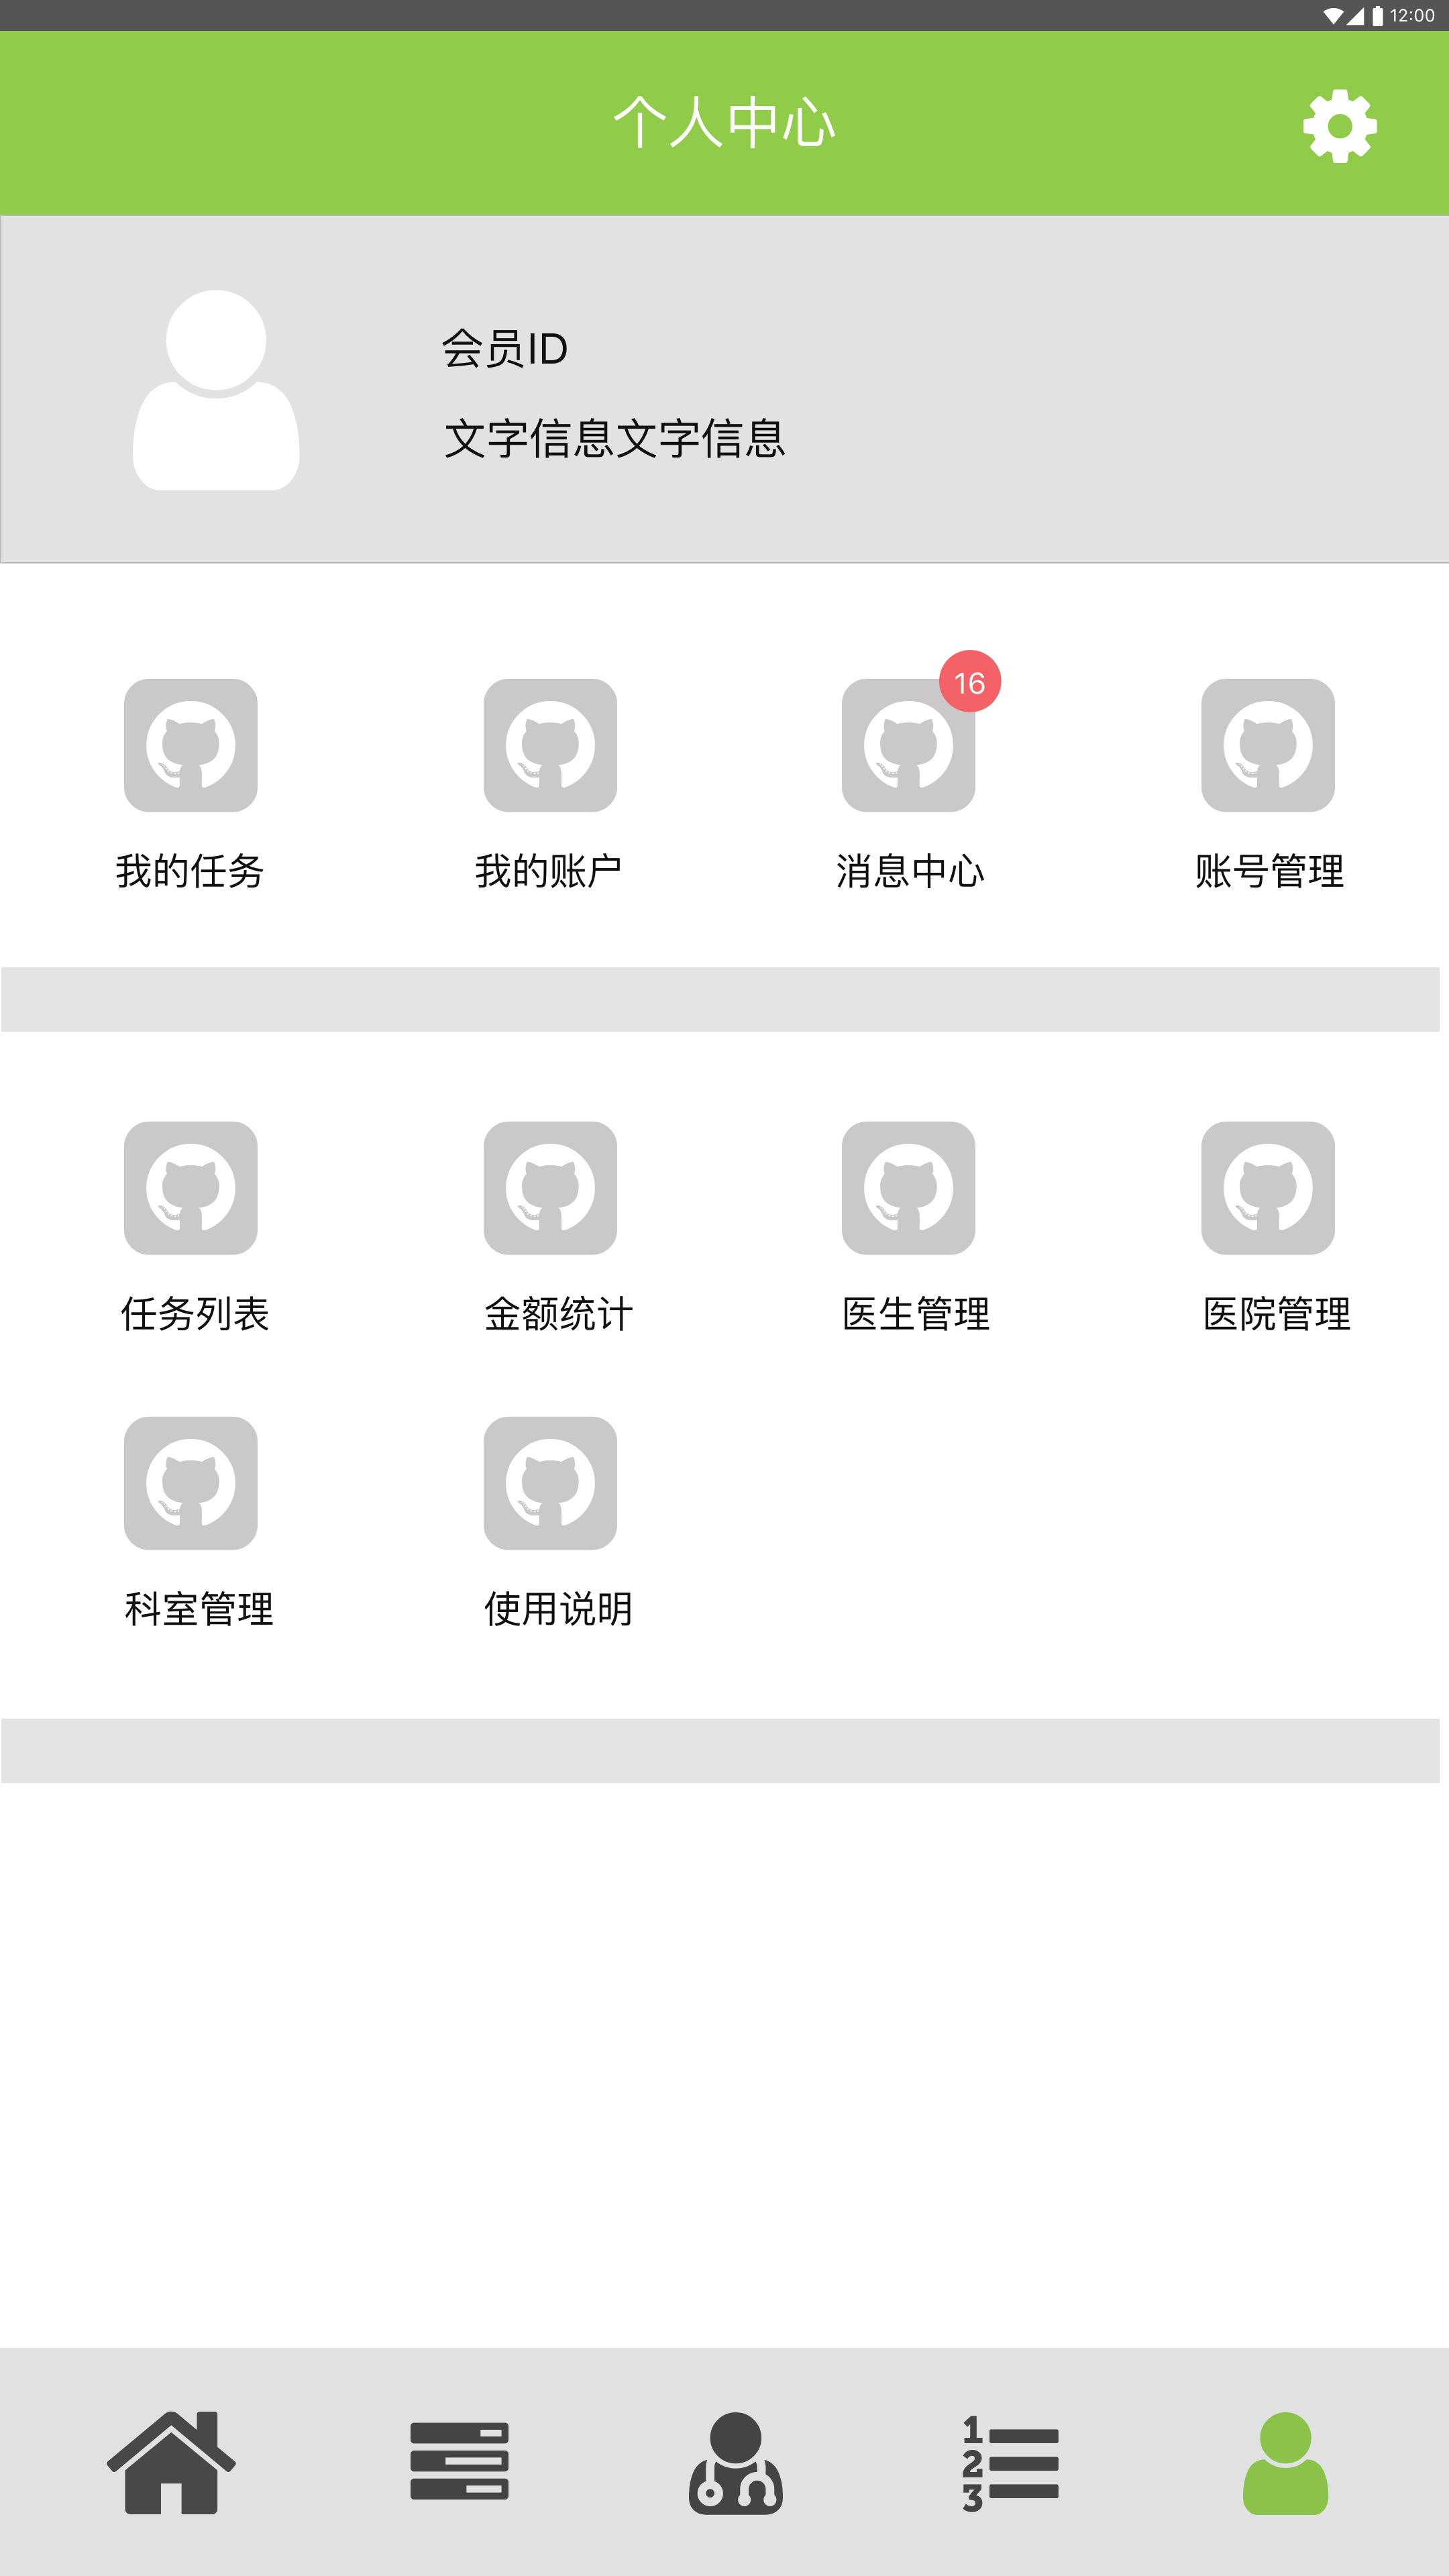 12:00
个人中心
会员ID
文字信息文字信息
16
我的任务 我的账户 消息中心 账号管理
任务列表 金额统计 医生管理 医院管理
科室管理 使用说明
1
2
3